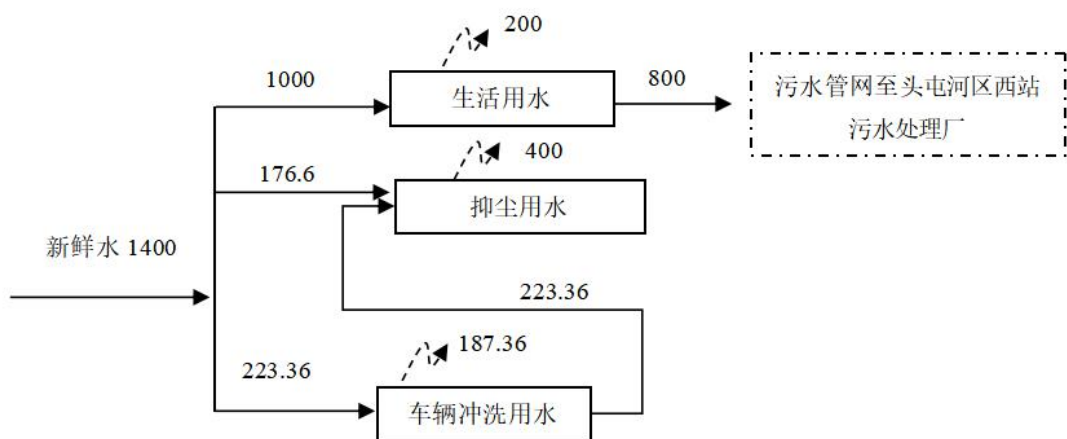 200
1000
生活用水
800
污水管网至头屯河区西站
污水处理厂
400
176.6
抑尘用水
新鲜水 1400
223.36
187.36
223.36
车辆冲洗用水